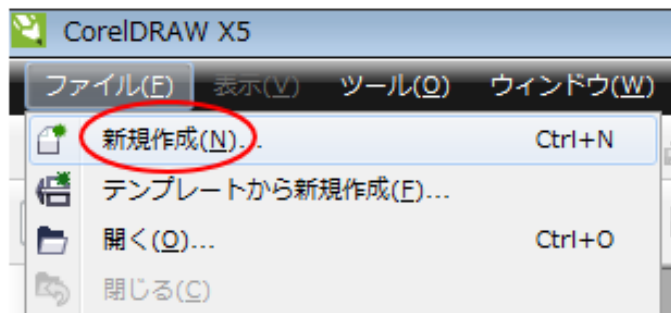 CorelDRAW X5
ファイル(F) 表示(V) ツール(O) ウィンドウ(W)
新規作成(N)... Ctrl+N
テンプレートから新規作成(F)...
開く(O)... Ctrl+O
閉じる(C)